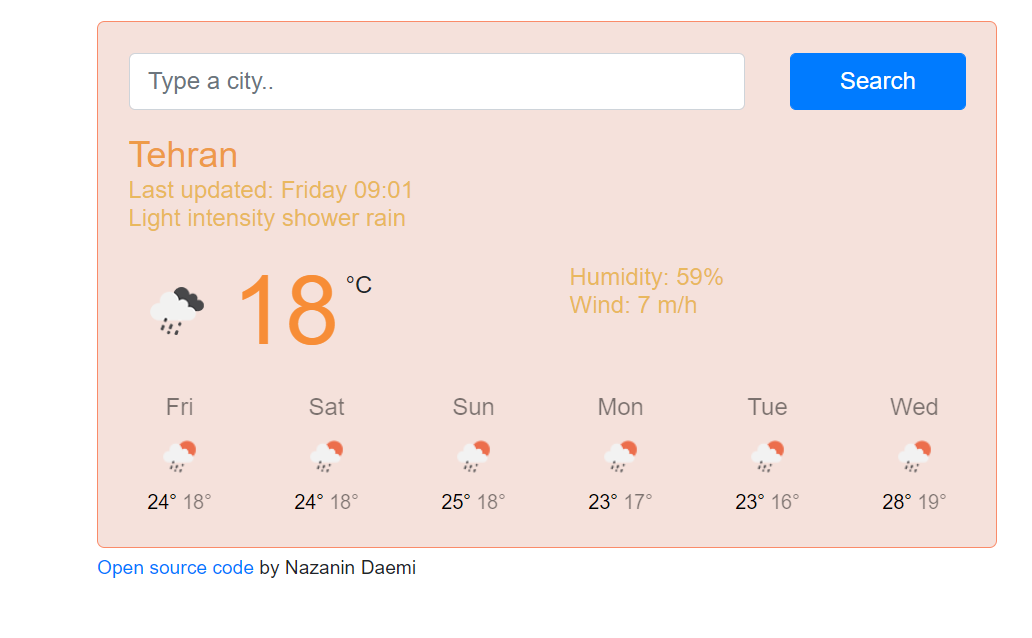 Type a city..
Search
Tehran
Last updated: Friday 09:01
Light intensity shower rain
18 °C
Humidity: 59%
Wind: 7 m/h
Fri Sat Sun Mon Tue Wed
24° 18° 24° 18° 25° 18° 23° 17° 23° 16° 28° 19°
Open source code by Nazanin Daemi